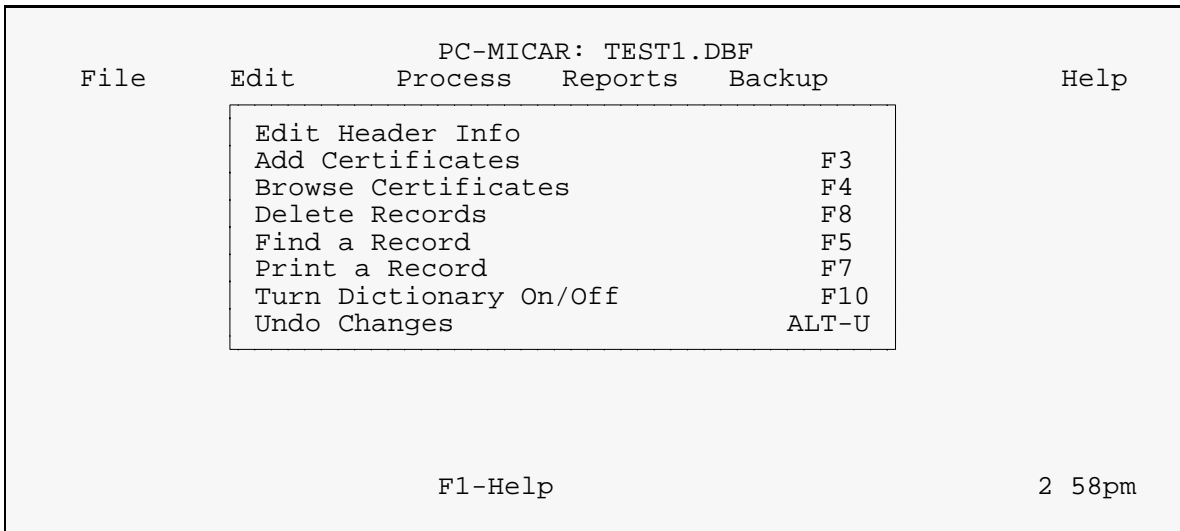 PC-MICAR: TEST1.DBF
File Edit Process Reports Backup Help
Edit Header Info
Add Certificates F3
Browse Certificates F4
Delete Records F8
Find a Record F5
Print a Record F7
Turn Dictionary On/Off F10
Undo Changes ALT-U
F1-Help 2 58pm